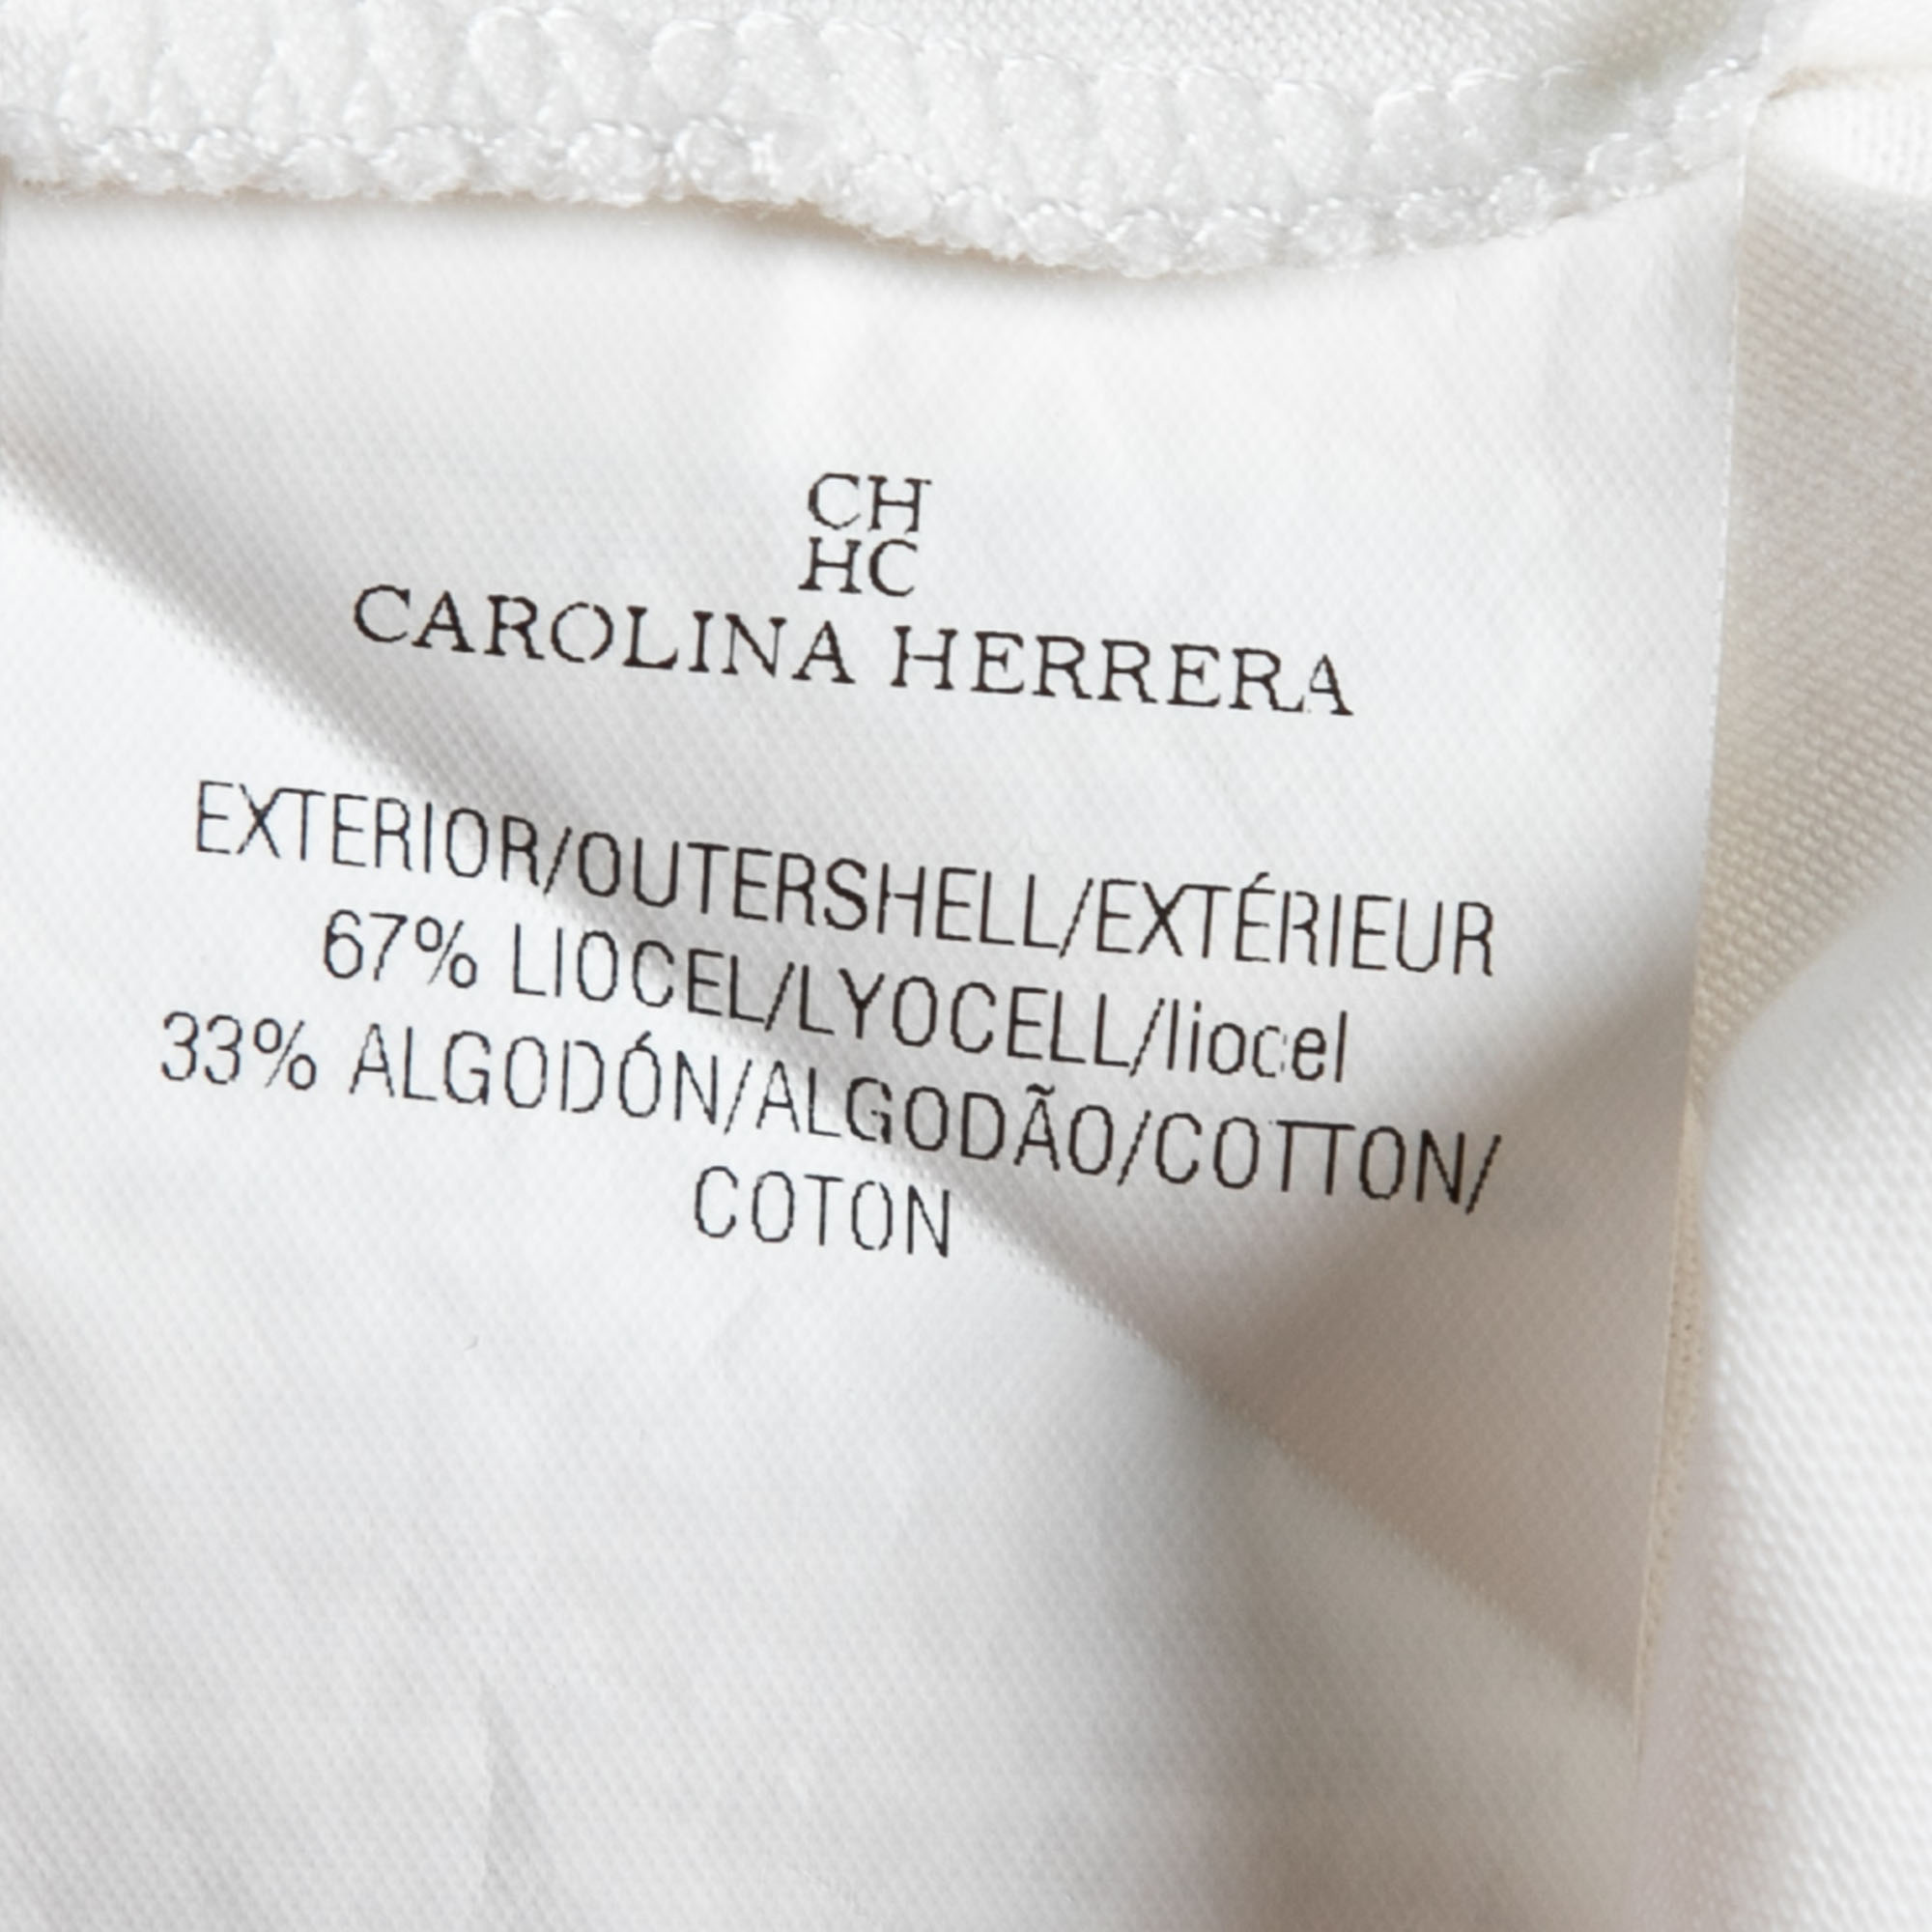 CH
HC
CAROLINA HERRERA
EXTERIOR/OUTERSHELL/EXTÉRIEUR
67% LIOCEL/LYOCELL/liocel
33% ALGODÓN/ALGODÃO/COTTON/
COTON